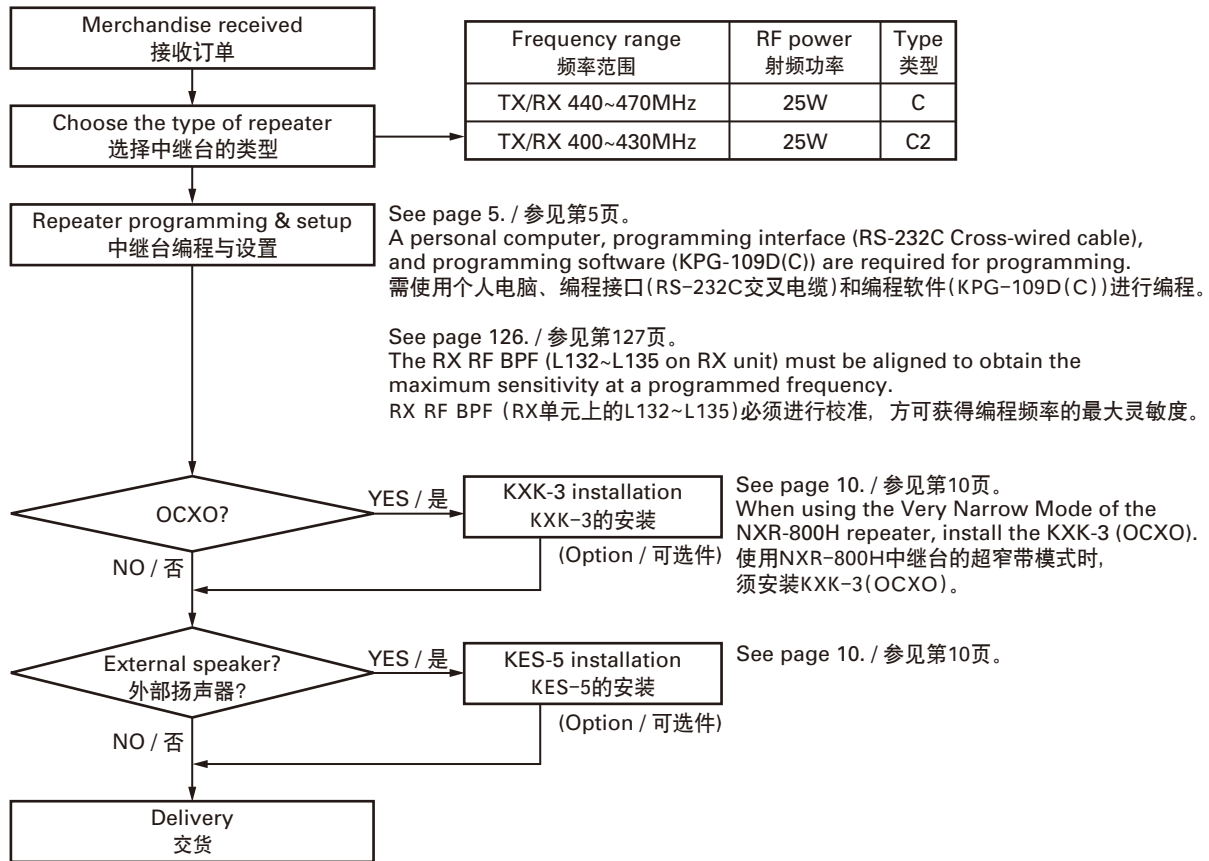 Merchandise received
接收订单
Frequency range
频率范围
RF power
射频功率
Type
类型
TX/RX 440~470MHz
25W
C
TX/RX 400~430MHz
25W
C2
Choose the type of repeater
选择中继台的类型
Repeater programming & setup
中继台编程与设置
See page 5. / 参见第5页。
A personal computer, programming interface (RS-232C Cross-wired cable),
and programming software (KPG-109D(C)) are required for programming.
需使用个人电脑、编程接口(RS-232C交叉电缆)和编程软件(KPG-109D(C))进行编程。
See page 126. / 参见第127页。
The RX RF BPF (L132~L135 on RX unit) must be aligned to obtain the
maximum sensitivity at a programmed frequency.
RX RF BPF (RX单元上的L132~L135)必须进行校准，方可获得编程频率的最大灵敏度。
OCXO?
YES / 是
NO / 否
KXK-3 installation
KXK-3的安装
(Option / 可选件)
See page 10. / 参见第10页。
When using the Very Narrow Mode of the
NXR-800H repeater, install the KXK-3 (OCXO).
使用NXR-800H中继台的超窄带模式时，
须安装KXK-3(OCXO)。
External speaker?
外部扬声器?
YES / 是
NO / 否
KES-5 installation
KES-5的安装
(Option / 可选件)
See page 10. / 参见第10页。
Delivery
交货